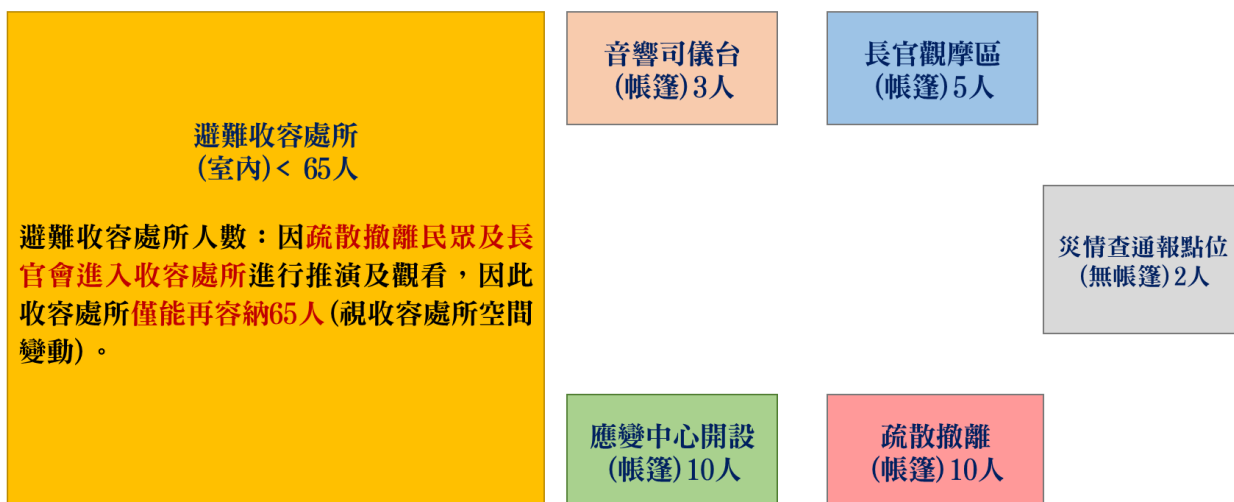 避難收容處所
(室內)< 65人
避難收容處所人數：因疏散撤離民眾及長
官會進入收容處所進行推演及觀看，因此
收容處所僅能再容納65人(視收容處所空間
變動)。
音響司儀台
(帳篷)3人
長官觀摩區
(帳篷)5人
災情查通報點位
(無帳篷)2人
應變中心開設
(帳篷)10人
疏散撤離
(帳篷)10人